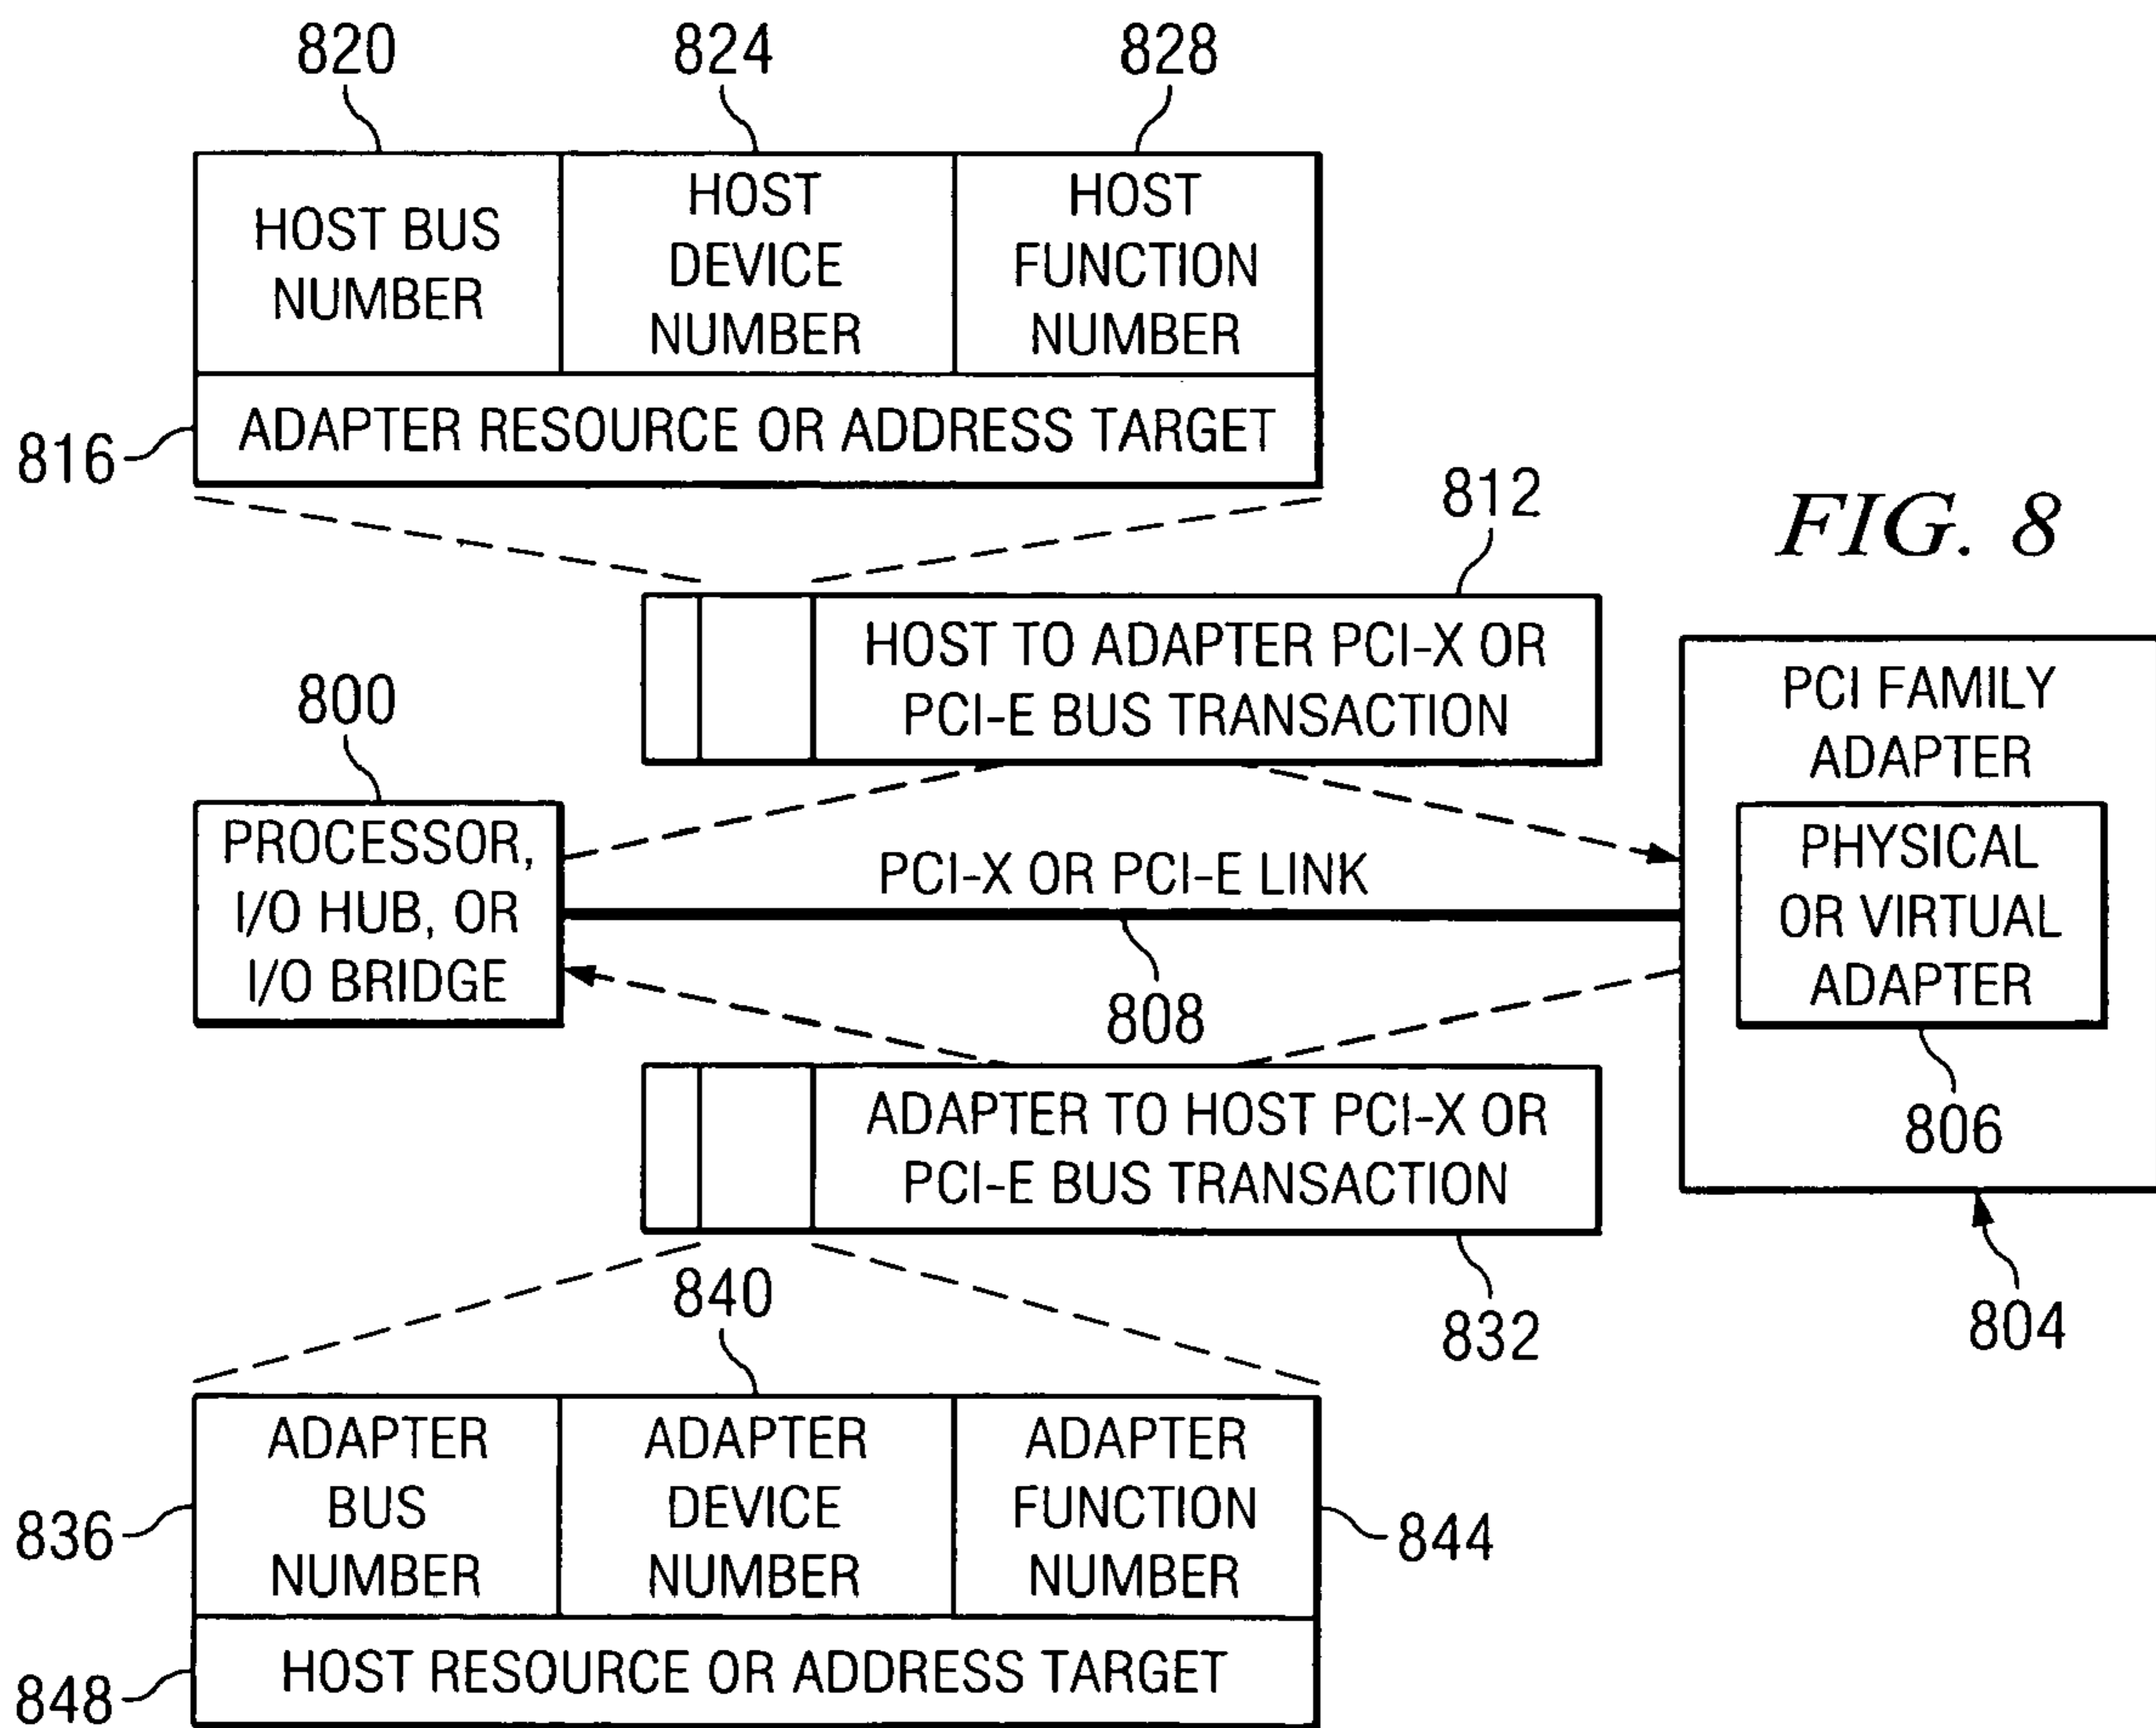 820
824
828
HOST BUS
NUMBER
HOST
DEVICE
NUMBER
HOST
FUNCTION
NUMBER
816
ADAPTER RESOURCE OR ADDRESS TARGET
812
FIG. 8
HOST TO ADAPTER PCI-X OR
PCI-E BUS TRANSACTION
800
PROCESSOR,
I/O HUB, OR
I/O BRIDGE
PCI-X OR PCI-E LINK
808
PCI FAMILY
ADAPTER
PHYSICAL
OR VIRTUAL
ADAPTER
806
804
ADAPTER TO HOST PCI-X OR
PCI-E BUS TRANSACTION
832
840
836
ADAPTER
BUS
NUMBER
ADAPTER
DEVICE
NUMBER
ADAPTER
FUNCTION
NUMBER
844
848
HOST RESOURCE OR ADDRESS TARGET